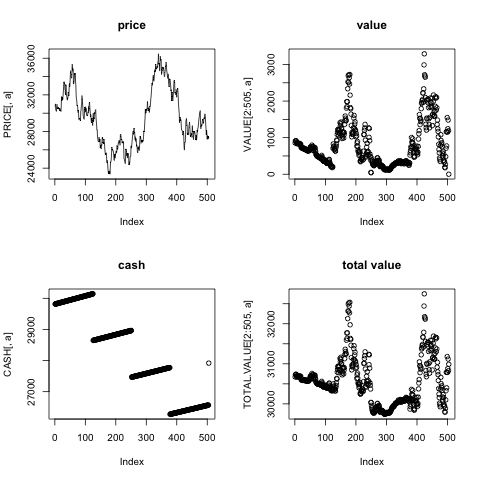 price
PRICE[, a]
24000 28000 32000 36000
0 100 200 300 400 500
Index
value
VALUE[2:505, a]
0 1000 2000 3000
0 100 200 300 400 500
Index
cash
CASH[, a]
27000 29000
0 100 200 300 400 500
Index
total value
TOTAL.VALUE[2:505, a]
30000 31000 32000
0 100 200 300 400 500
Index